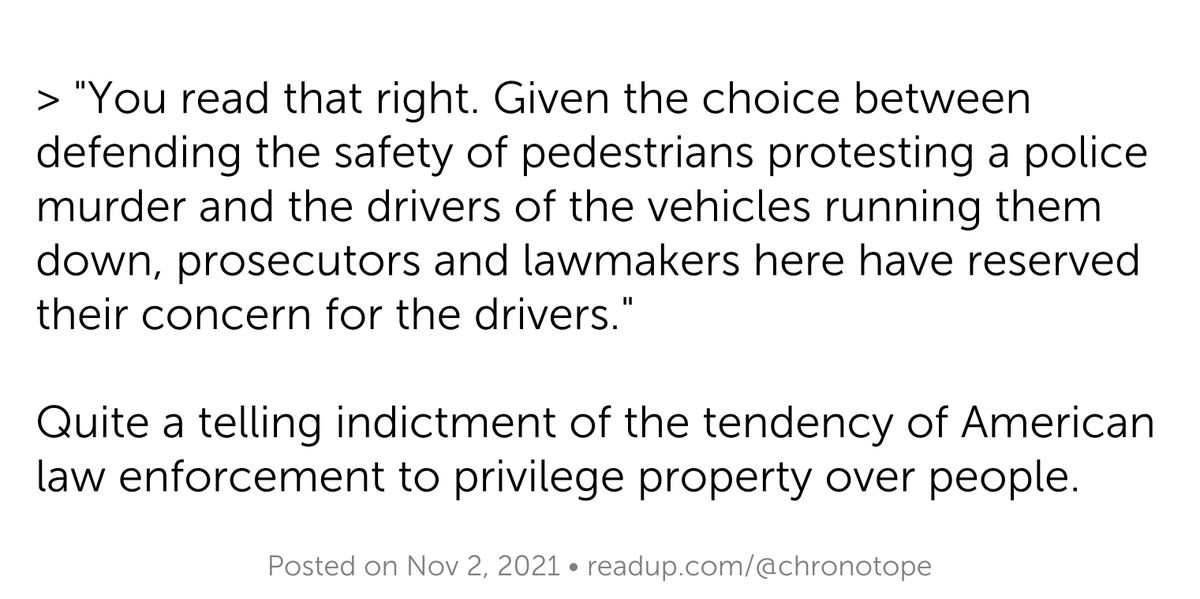 > "You read that right. Given the choice between
defending the safety of pedestrians protesting a police
murder and the drivers of the vehicles running them
down, prosecutors and lawmakers here have reserved
their concern for the drivers."
Quite a telling indictment of the tendency of American
law enforcement to privilege property over people.
Posted on Nov 2, 2021 • readup.com/@chronotope